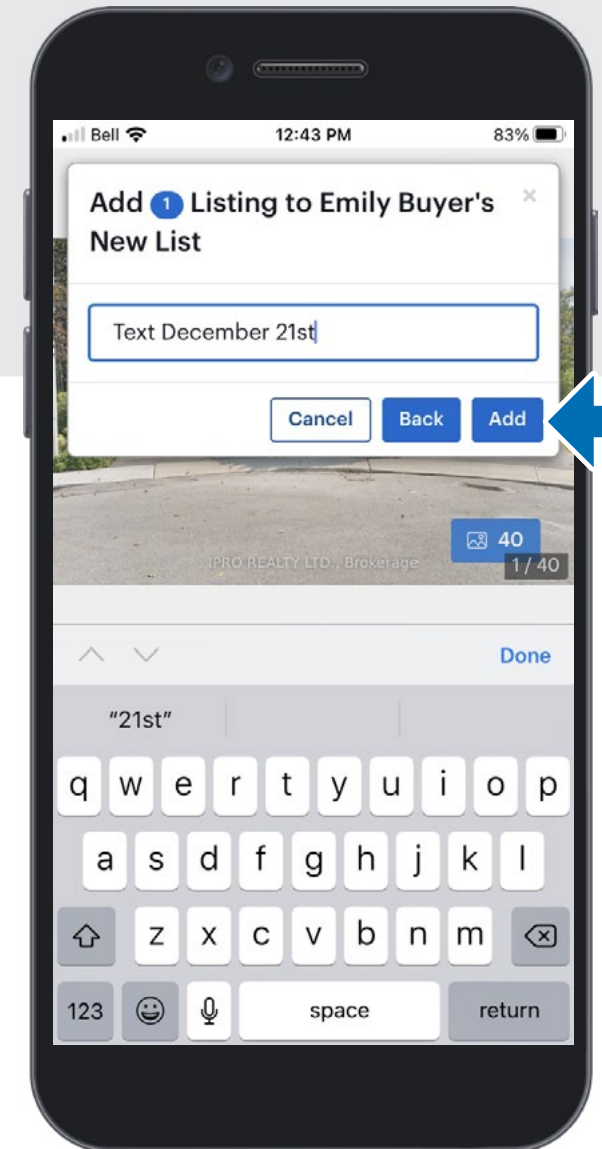 Bell 12:43 PM 83%
Add 1 Listing to Emily Buyer's
New List
×
Text December 21st
Cancel Back Add
40
IPRO REALTY LTD., Brokerage
1 / 40
Done
"21st"
q w e r t y u i o p
a s d f g h j k l
z x c v b n m
123 space return